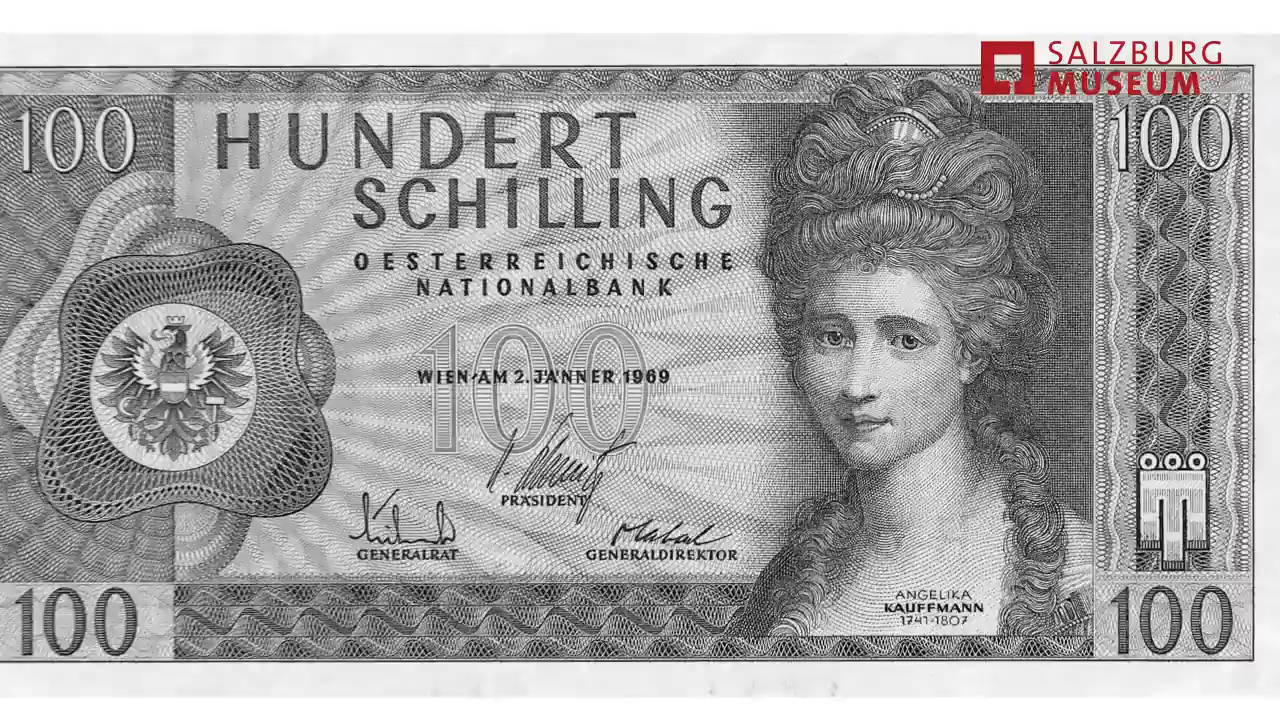 SALZBURG
MUSEUM
100
HUNDERT
SCHILLING
100
OESTERREICHISCHE
NATIONALBANK
100
WIEN·AM 2. JÄNNER 1969
PRÄSIDENT
GENERALRAT
GENERALDIREKTOR
ANGELIKA
KAUFFMANN
1741-1807
100
100